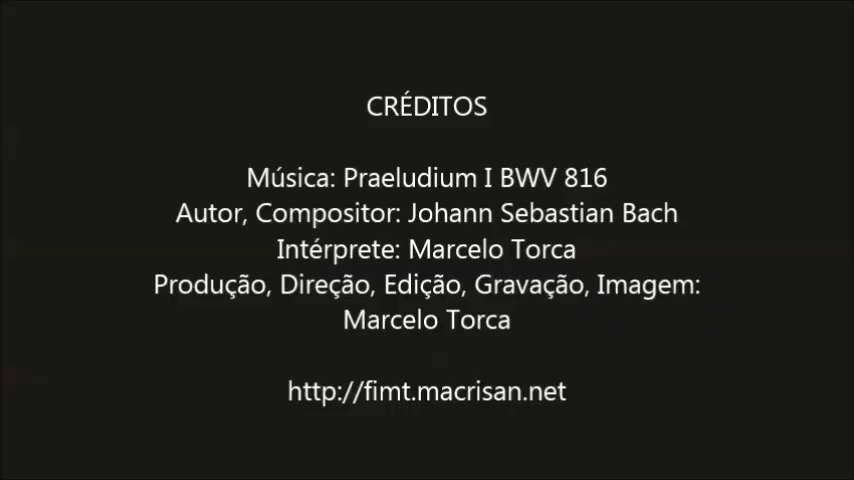 CRÉDITOS
Música: Praeludium I BWV 816
Autor, Compositor: Johann Sebastian Bach
Intérprete: Marcelo Torca
Produção, Direção, Edição, Gravação, Imagem:
Marcelo Torca
http://fimt.macrisan.net